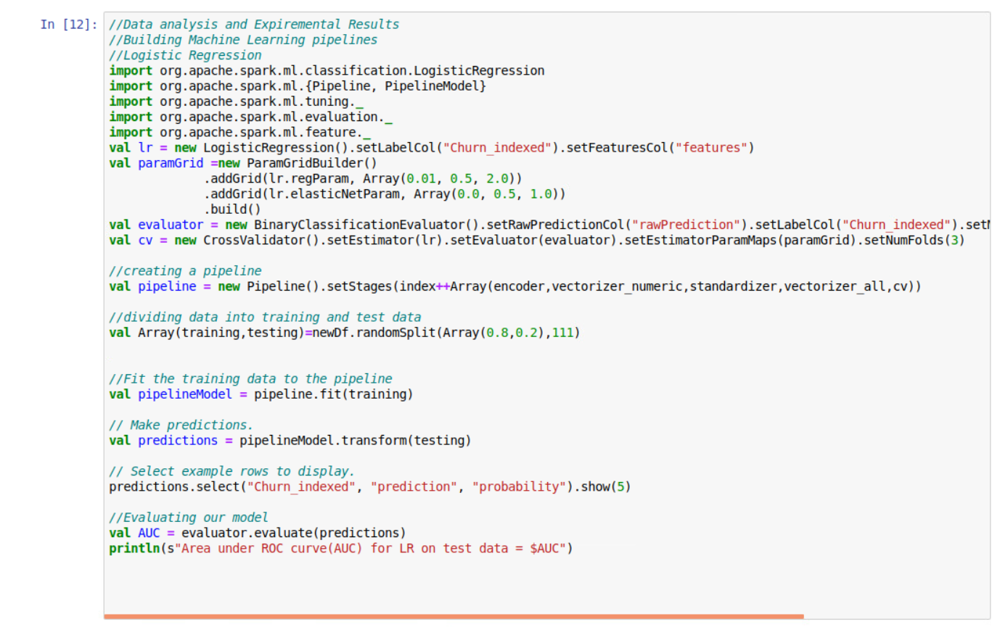 In [12]:
//Data analysis and Expiremental Results
//Building Machine Learning pipelines
//Logistic Regression
import org.apache.spark.ml.classification.LogisticRegression
import org.apache.spark.ml.{Pipeline, PipelineModel}
import org.apache.spark.ml.tuning._
import org.apache.spark.ml.evaluation._
import org.apache.spark.ml.feature._
val lr = new LogisticRegression().setLabelCol("Churn_indexed").setFeaturesCol("features")
val paramGrid =new ParamGridBuilder()
.addGrid(lr.regParam, Array(0.01, 0.5, 2.0))
.addGrid(lr.elasticNetParam, Array(0.0, 0.5, 1.0))
.build()
val evaluator = new BinaryClassificationEvaluator().setRawPredictionCol("rawPrediction").setLabelCol("Churn_indexed").set
val cv = new CrossValidator().setEstimator(lr).setEvaluator(evaluator).setEstimatorParamMaps(paramGrid).setNumFolds(3)
//creating a pipeline
val pipeline = new Pipeline().setStages(index++Array(encoder,vectorizer_numeric,standardizer,vectorizer_all,cv))
//dividing data into training and test data
val Array(training,testing)=newDf.randomSplit(Array(0.8,0.2),111)
//Fit the training data to the pipeline
val pipelineModel = pipeline.fit(training)
// Make predictions.
val predictions = pipelineModel.transform(testing)
// Select example rows to display.
predictions.select("Churn_indexed", "prediction", "probability").show(5)
//Evaluating our model
val AUC = evaluator.evaluate(predictions)
println(s"Area under ROC curve(AUC) for LR on test data = $AUC")